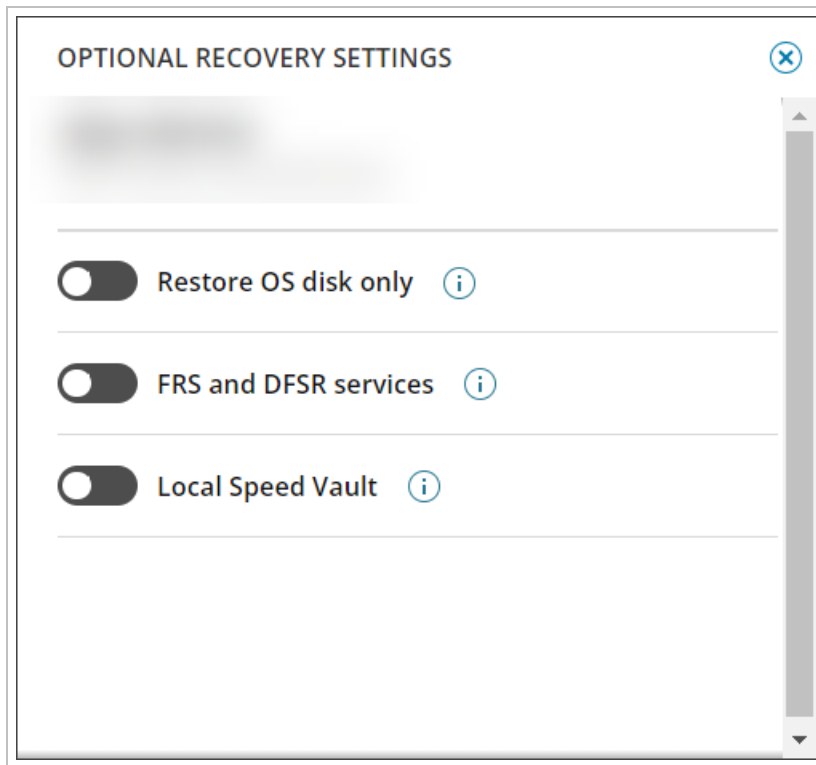 OPTIONAL RECOVERY SETTINGS
Restore OS disk only
FRS and DFSR services
Local Speed Vault